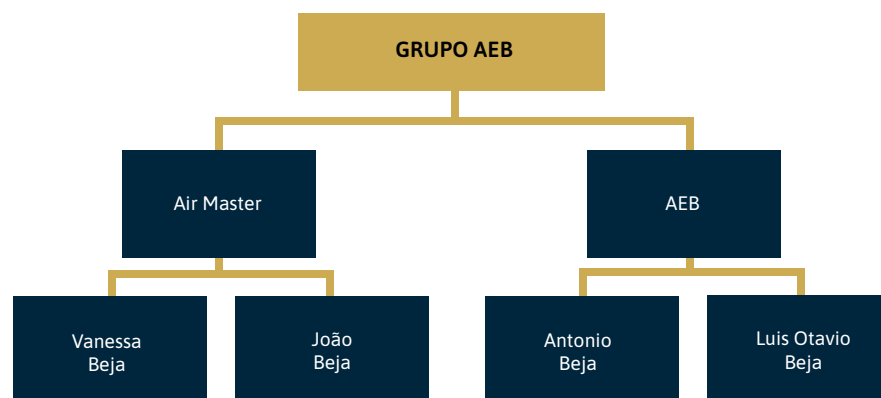 GRUPO AEB
Air Master
AEB
Vanessa
Beja
João
Beja
Antonio
Beja
Luis Otavio
Beja